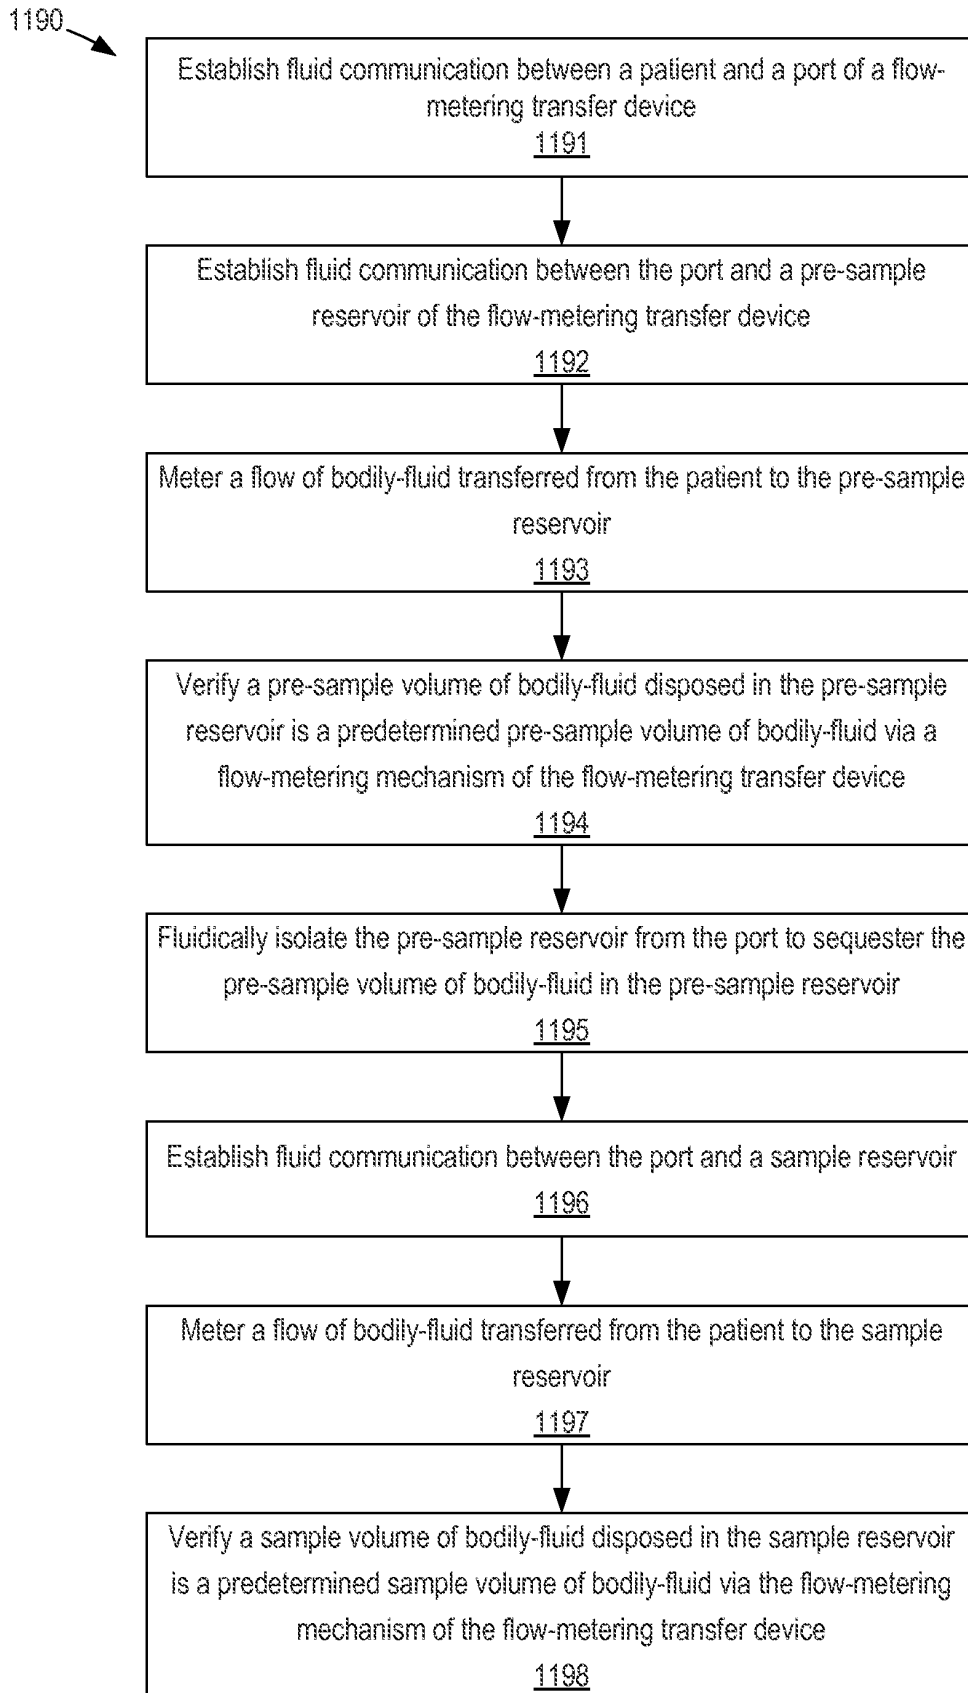 1190
Establish fluid communication between a patient and a port of a flow-
metering transfer device
1191
Establish fluid communication between the port and a pre-sample
reservoir of the flow-metering transfer device
1192
Meter a flow of bodily-fluid transferred from the patient to the pre-sample
reservoir
1193
Verify a pre-sample volume of bodily-fluid disposed in the pre-sample
reservoir is a predetermined pre-sample volume of bodily-fluid via a
flow-metering mechanism of the flow-metering transfer device
1194
Fluidically isolate the pre-sample reservoir from the port to sequester the
pre-sample volume of bodily-fluid in the pre-sample reservoir
1195
Establish fluid communication between the port and a sample reservoir
1196
Meter a flow of bodily-fluid transferred from the patient to the sample
reservoir
1197
Verify a sample volume of bodily-fluid disposed in the sample reservoir
is a predetermined sample volume of bodily-fluid via the flow-metering
mechanism of the flow-metering transfer device
1198